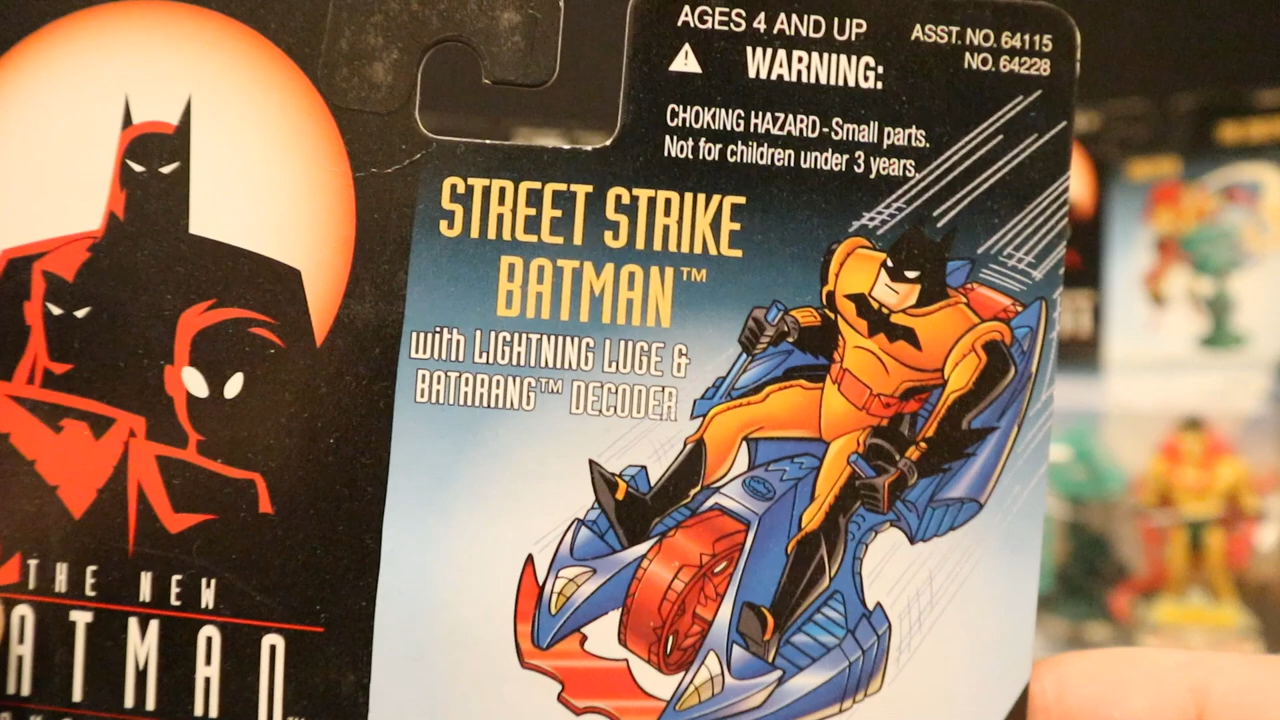 AGES 4 AND UP
ASST. NO. 64115
NO. 64228
WARNING:
CHOKING HAZARD - Small parts.
Not for children under 3 years.
STREET STRIKE
BATMAN™
with LIGHTNING LUGE &
BATARANG™ DECODER
THE NEW
ATMAN